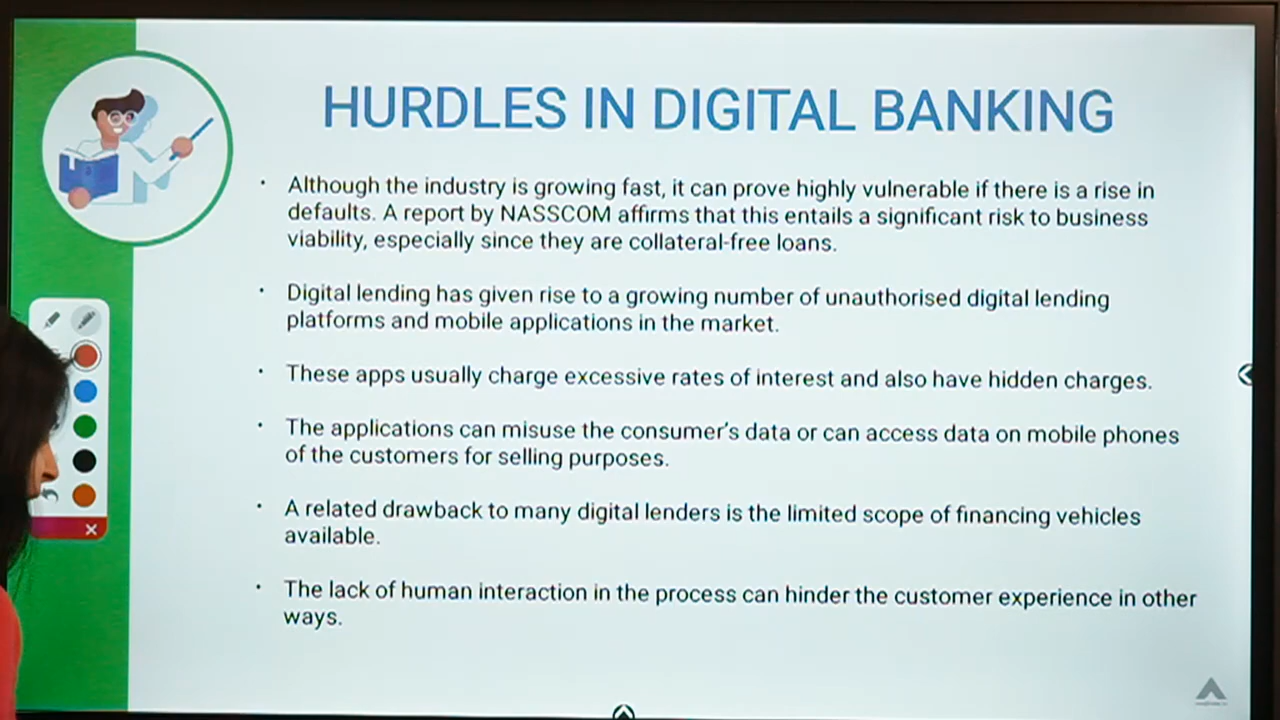 HURDLES IN DIGITAL BANKING
• Although the industry is growing fast, it can prove highly vulnerable if there is a rise in
defaults. A report by NASSCOM affirms that this entails a significant risk to business
viability, especially since they are collateral-free loans.
• Digital lending has given rise to a growing number of unauthorised digital lending
platforms and mobile applications in the market.
• These apps usually charge excessive rates of interest and also have hidden charges.
• The applications can misuse the consumer's data or can access data on mobile phones
of the customers for selling purposes.
• A related drawback to many digital lenders is the limited scope of financing vehicles
available.
• The lack of human interaction in the process can hinder the customer experience in other
ways.